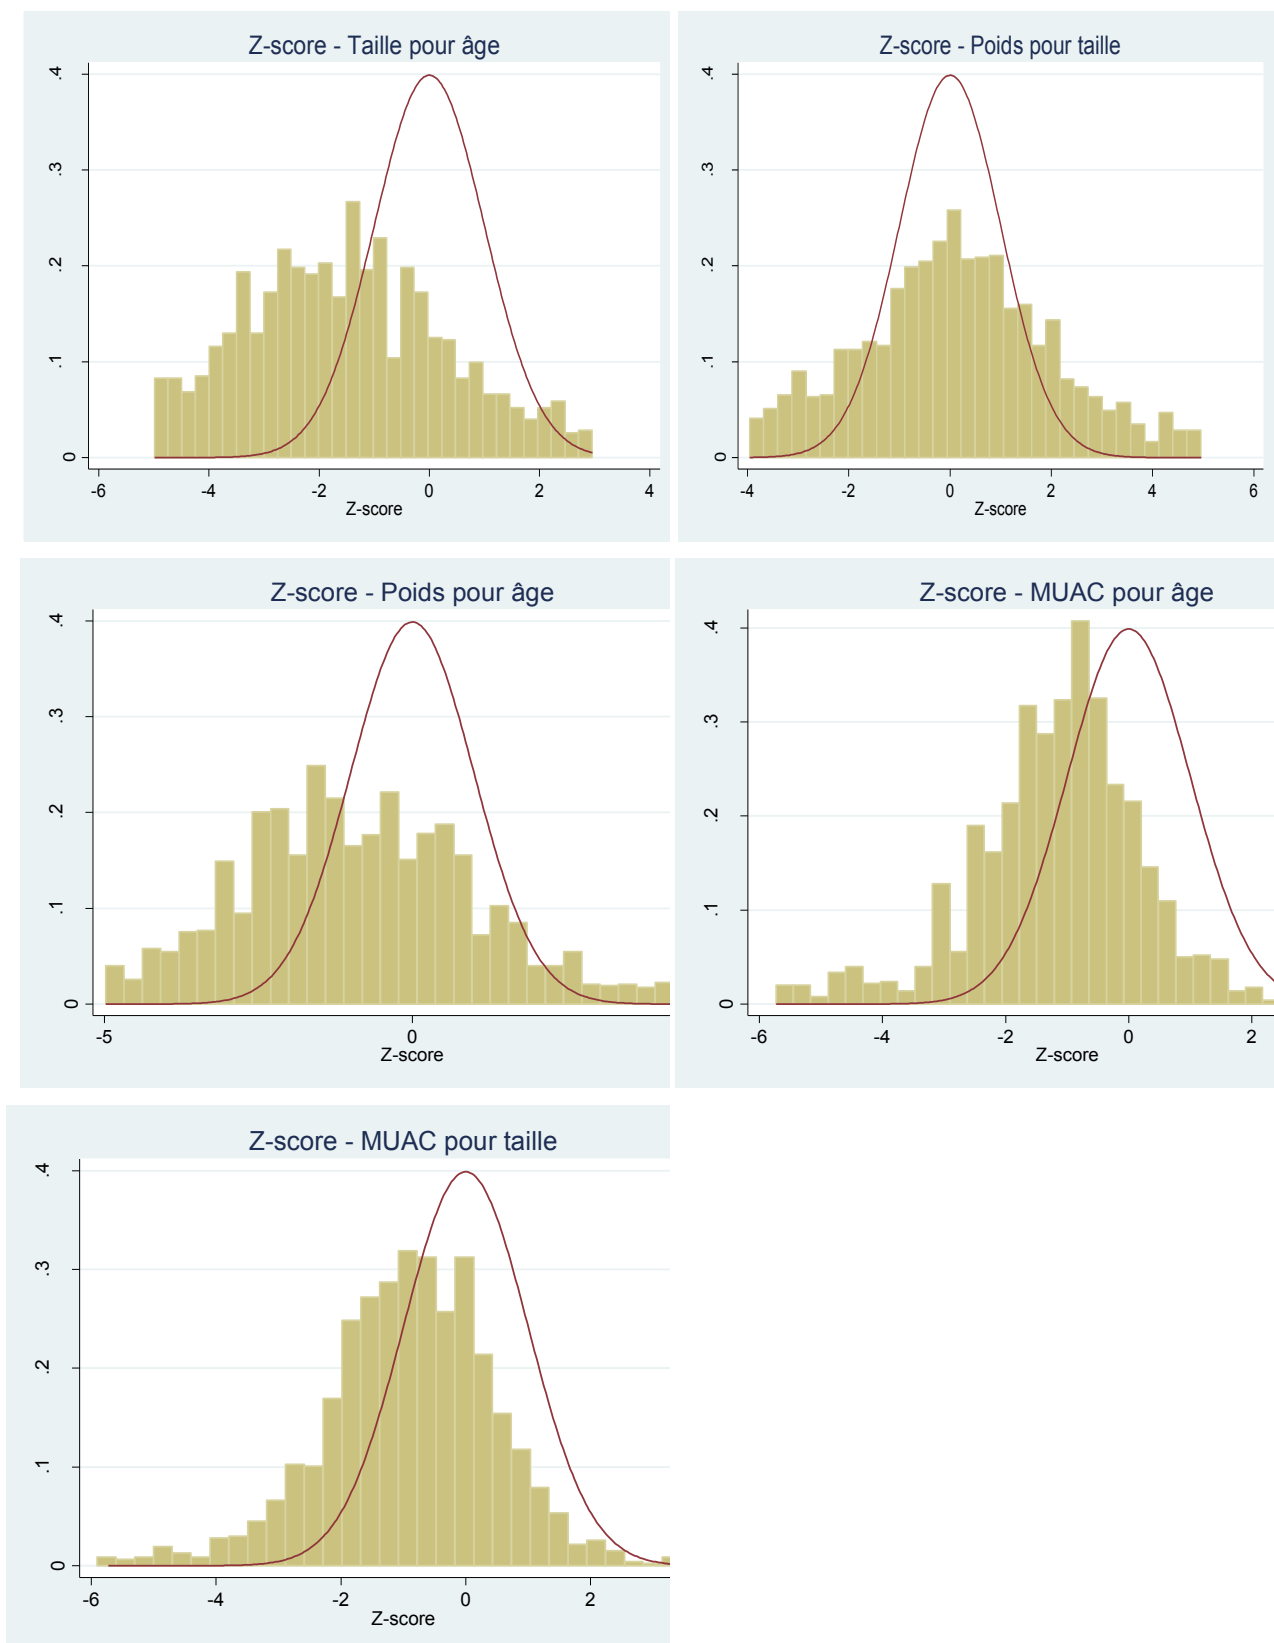 Z-score - Taille pour âge
.4
.3
.2
.1
0
-6 -4 -2 0 2 4
Z-score
Z-score - Poids pour taille
.4
.3
.2
.1
0
-4 -2 0 2 4 6
Z-score
Z-score - Poids pour âge
.4
.3
.2
.1
0
-5 0
Z-score
Z-score - MUAC pour âge
.4
.3
.2
.1
0
-6 -4 -2 0 2
Z-score
Z-score - MUAC pour taille
.4
.3
.2
.1
0
-6 -4 -2 0 2
Z-score